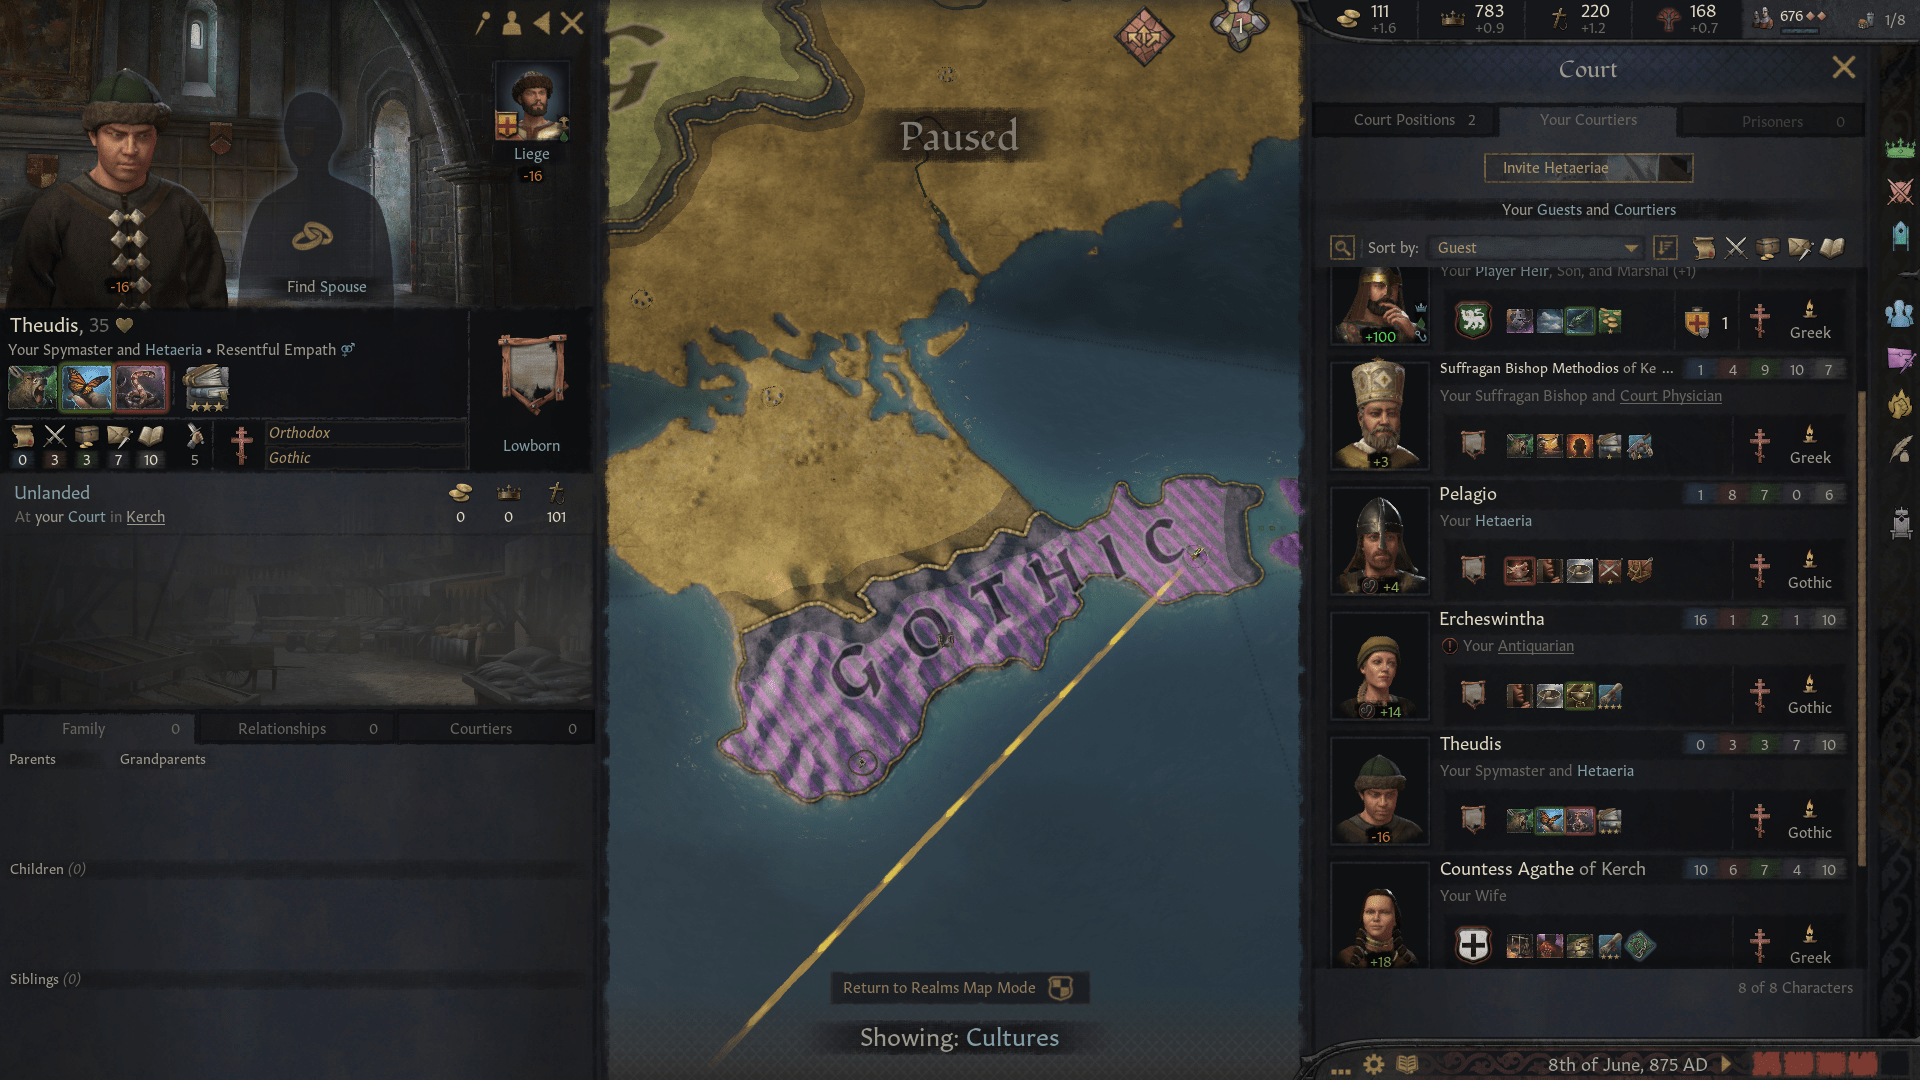 Liege
-16
-16
Find Spouse
Theudis, 35
Your Spymaster and Hetaeria • Resentful Empath
0 3 3 7 10 5
Orthodox
Gothic
Lowborn
Unlanded
At your Court in Kerch
0 0 101
Family 0
Relationships 0
Courtiers 0
Parents
Grandparents
Children (0)
Siblings (0)
G
Paused
1
GOTHIC
Return to Realms Map Mode
Showing: Cultures
111
+1.6
783
+0.9
220
+1.2
168
+0.7
676
1/8
Court
Court Positions 2
Your Courtiers
Prisoners 0
Invite Hetaeriae
Your Guests and Courtiers
Sort by: Guest
Your Player Heir, Son, and Marshal (+1)
+100
1
Greek
Suffragan Bishop Methodios of Ke ...
1 4 9 10 7
Your Suffragan Bishop and Court Physician
+3
Greek
Pelagio
1 8 7 0 6
Your Hetaeria
+4
Gothic
Ercheswintha
16 1 2 1 10
Your Antiquarian
+14
Gothic
Theudis
0 3 3 7 10
Your Spymaster and Hetaeria
-16
Gothic
Countess Agathe of Kerch
10 6 7 4 10
Your Wife
+18
Greek
8 of 8 Characters
8th of June, 875 AD